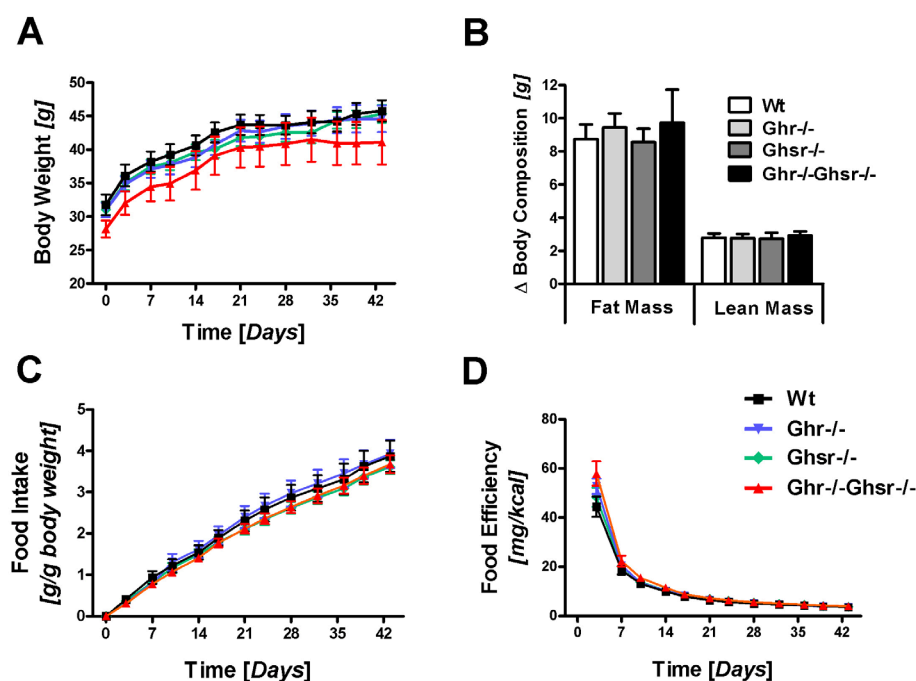 A
Body Weight [g]
50
45
40
35
30
25
20
0 7 14 21 28 35 42
Time [Days]
B
Δ Body Composition [g]
12
10
8
6
4
2
0
Fat Mass Lean Mass
Wt
Ghr-/-
Ghsr-/-
Ghr-/-Ghsr-/-
C
Food Intake
[g/g body weight]
5
4
3
2
1
0
0 7 14 21 28 35 42
Time [Days]
D
Food Efficiency
[mg/kcal]
80
60
40
20
0
0 7 14 21 28 35 42
Time [Days]
Wt
Ghr-/-
Ghsr-/-
Ghr-/-Ghsr-/-